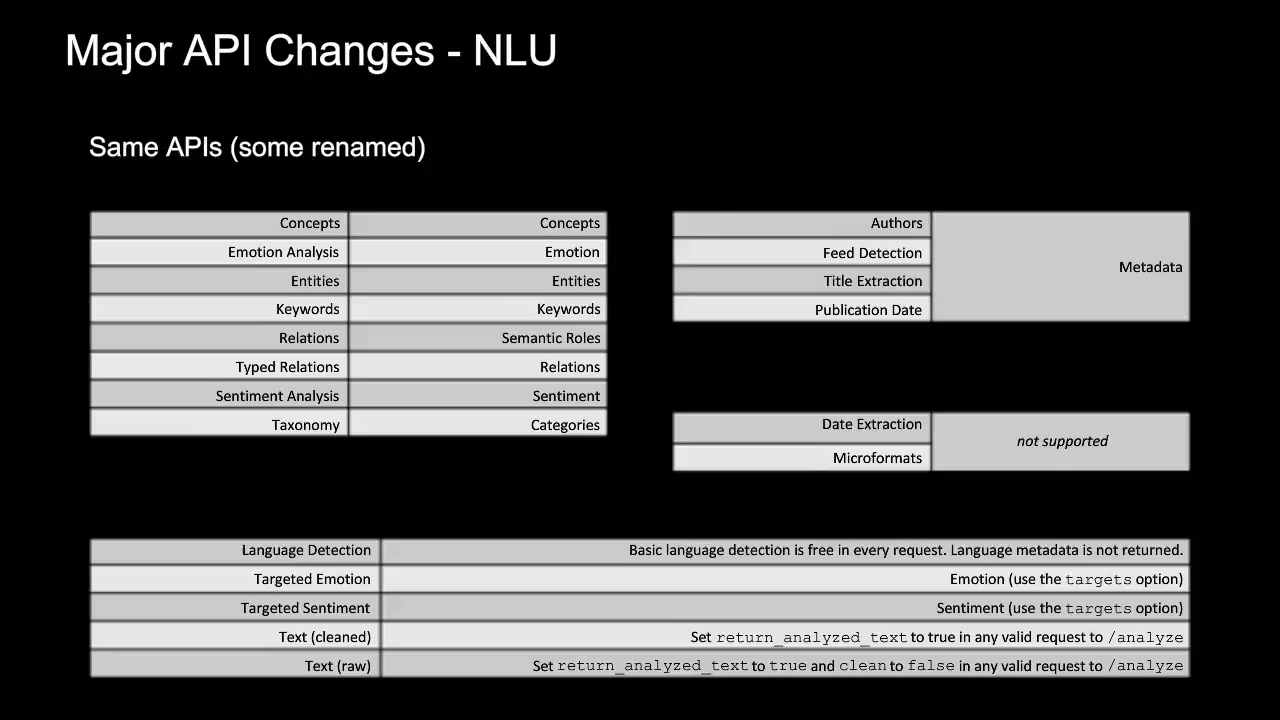 Major API Changes - NLU
Same APIs (some renamed)
Concepts Concepts
Emotion Analysis Emotion
Entities Entities
Keywords Keywords
Relations Semantic Roles
Typed Relations Relations
Sentiment Analysis Sentiment
Taxonomy Categories
Authors
Feed Detection
Title Extraction
Publication Date
Metadata
Date Extraction
Microformats
not supported
Language Detection Basic language detection is free in every request. Language metadata is not returned.
Targeted Emotion Emotion (use the targets option)
Targeted Sentiment Sentiment (use the targets option)
Text (cleaned) Set return_analyzed_text to true in any valid request to /analyze
Text (raw) Set return_analyzed_text to true and clean to false in any valid request to /analyze